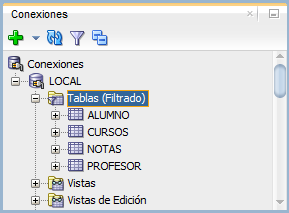 Conexiones
Conexiones
LOCAL
Tablas (Filtrado)
ALUMNO
CURSOS
NOTAS
PROFESOR
Vistas
Vistas de Edición